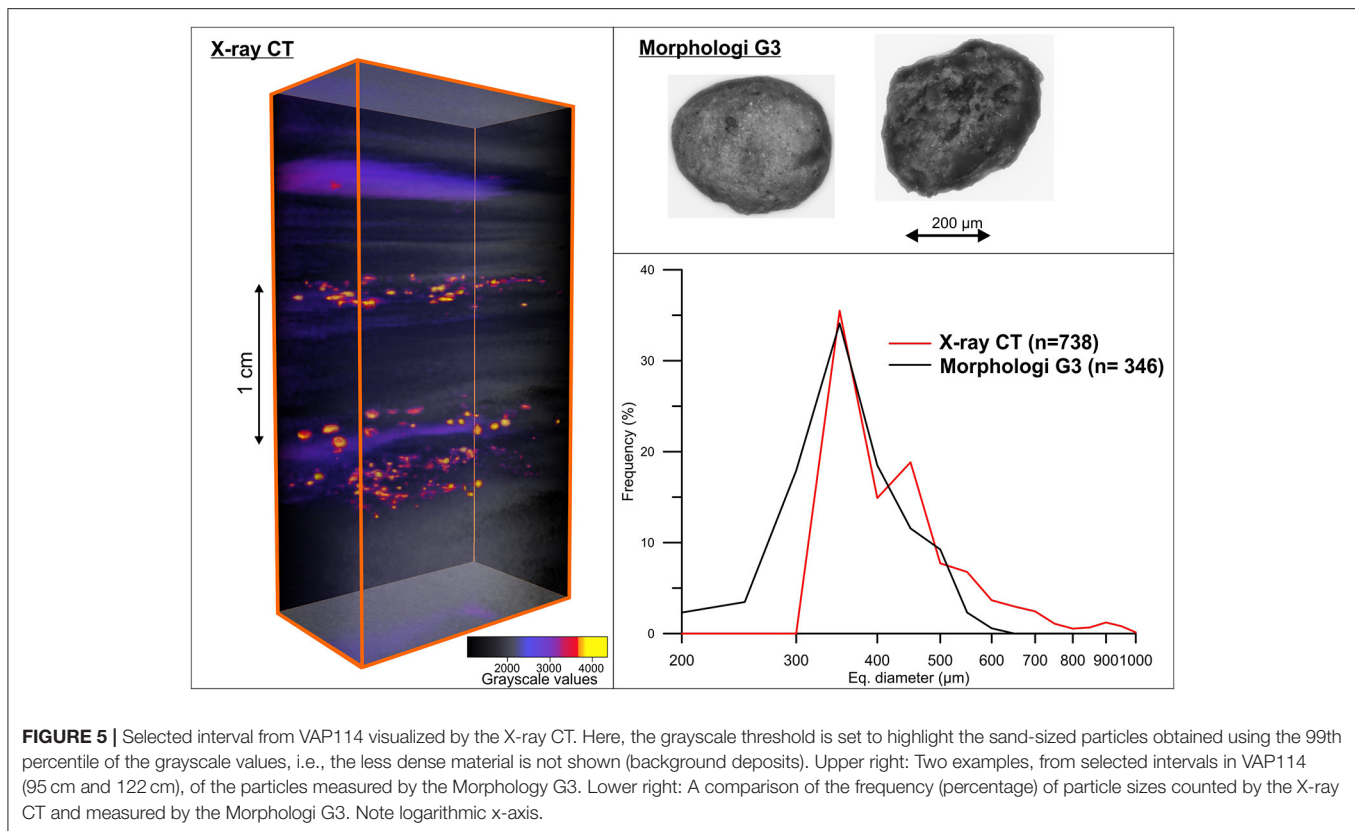 X-ray CT
1 cm
2000 3000 4000
Grayscale values
Morphologi G3
200 µm
40
30
20
10
0
Frequency (%)
X-ray CT (n=738)
Morphologi G3 (n= 346)
200 300 400 500 600 700 800 9001000
Eq. diameter (µm)
FIGURE 5 | Selected interval from VAP114 visualized by the X-ray CT. Here, the grayscale threshold is set to highlight the sand-sized particles obtained using the 99th
percentile of the grayscale values, i.e., the less dense material is not shown (background deposits). Upper right: Two examples, from selected intervals in VAP114
(95 cm and 122 cm), of the particles measured by the Morphology G3. Lower right: A comparison of the frequency (percentage) of particle sizes counted by the X-ray
CT and measured by the Morphologi G3. Note logarithmic x-axis.